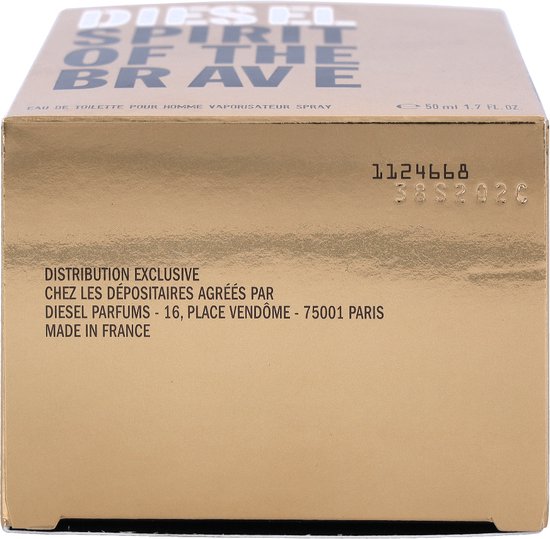 DIESEL
SPIRIT
OF THE
BRAVE
EAU DE TOILETTE POUR HOMME VAPORISATEUR SPRAY
℮ 50 ml 1.7 FL.OZ.
1124668
38S202C
DISTRIBUTION EXCLUSIVE
CHEZ LES DÉPOSITAIRES AGRÉÉS PAR
DIESEL PARFUMS - 16, PLACE VENDÔME - 75001 PARIS
MADE IN FRANCE